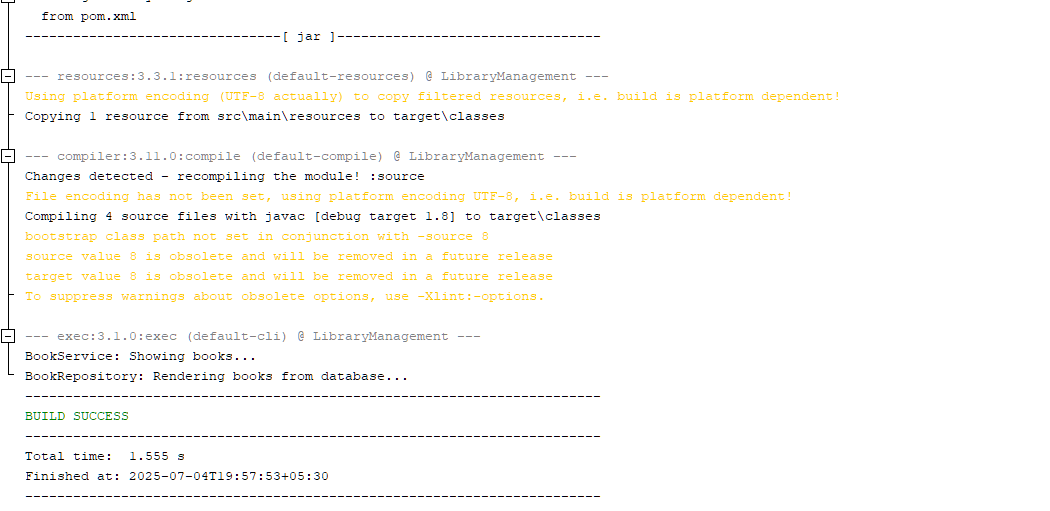 from pom.xml
--------------------------------[ jar ]---------------------------------
--- resources:3.3.1:resources (default-resources) @ LibraryManagement ---
Using platform encoding (UTF-8 actually) to copy filtered resources, i.e. build is platform dependent!
Copying 1 resource from src\main\resources to target\classes
--- compiler:3.11.0:compile (default-compile) @ LibraryManagement ---
Changes detected - recompiling the module! :source
File encoding has not been set, using platform encoding UTF-8, i.e. build is platform dependent!
Compiling 4 source files with javac [debug target 1.8] to target\classes
bootstrap class path not set in conjunction with -source 8
source value 8 is obsolete and will be removed in a future release
target value 8 is obsolete and will be removed in a future release
To suppress warnings about obsolete options, use -Xlint:-options.
--- exec:3.1.0:exec (default-cli) @ LibraryManagement ---
BookService: Showing books...
BookRepository: Rendering books from database...
------------------------------------------------------------------------
BUILD SUCCESS
------------------------------------------------------------------------
Total time:  1.555 s
Finished at: 2025-07-04T19:57:53+05:30
------------------------------------------------------------------------